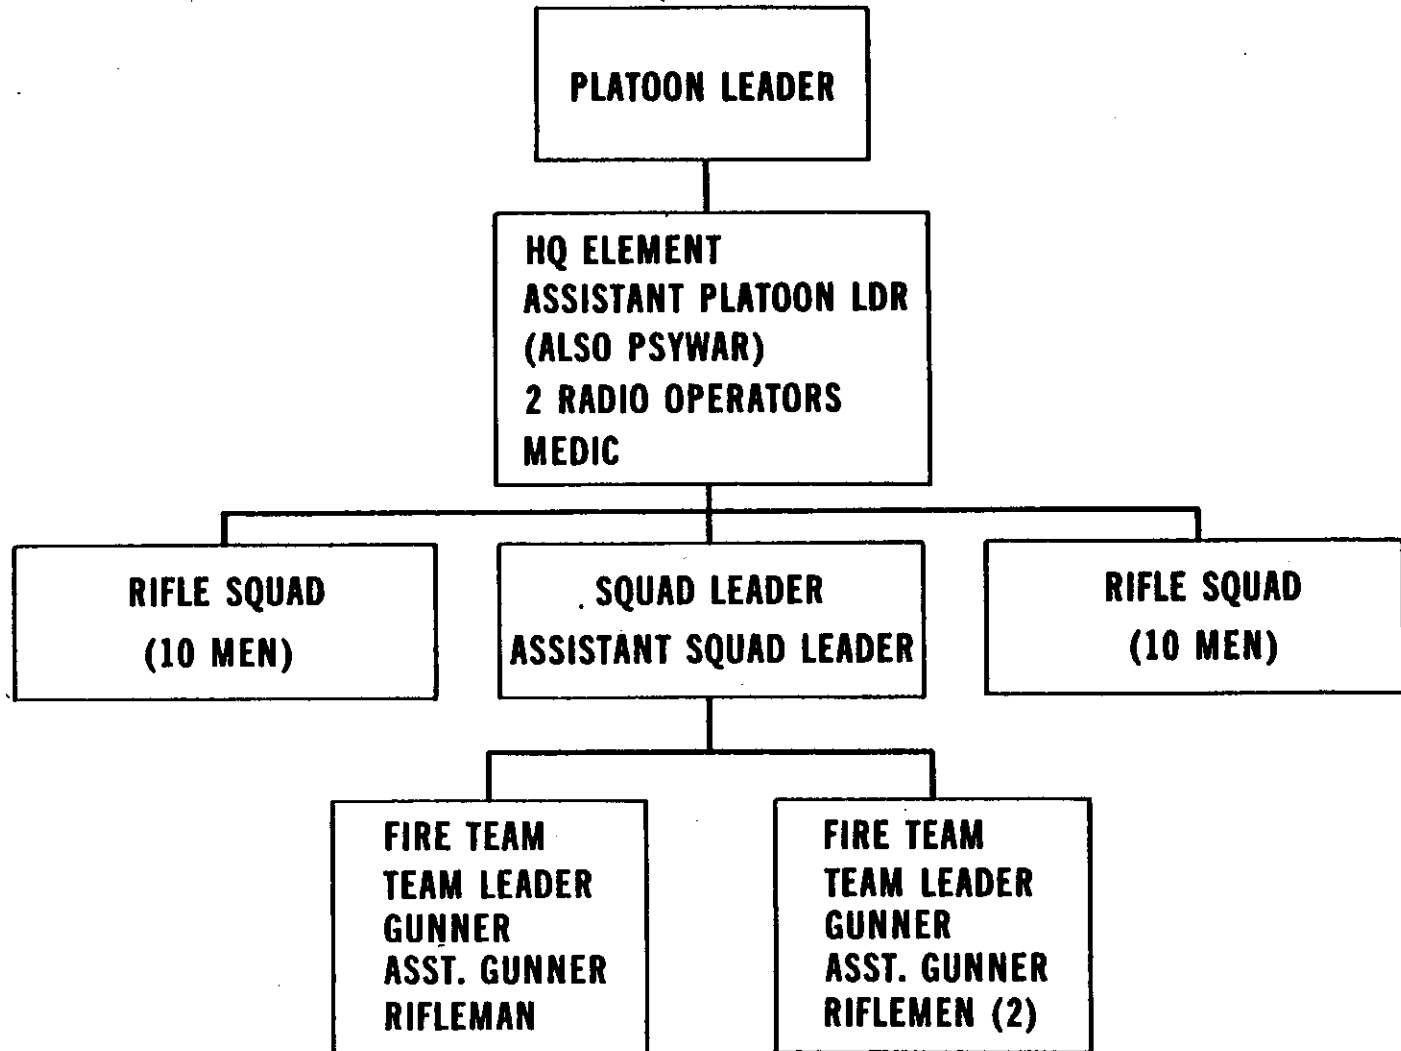 PLATOON LEADER
HQ ELEMENT
ASSISTANT PLATOON LDR
(ALSO PSYWAR)
2 RADIO OPERATORS
MEDIC
RIFLE SQUAD
(10 MEN)
SQUAD LEADER
ASSISTANT SQUAD LEADER
RIFLE SQUAD
(10 MEN)
FIRE TEAM
TEAM LEADER
GUNNER
ASST. GUNNER
RIFLEMAN
FIRE TEAM
TEAM LEADER
GUNNER
ASST. GUNNER
RIFLEMEN (2)